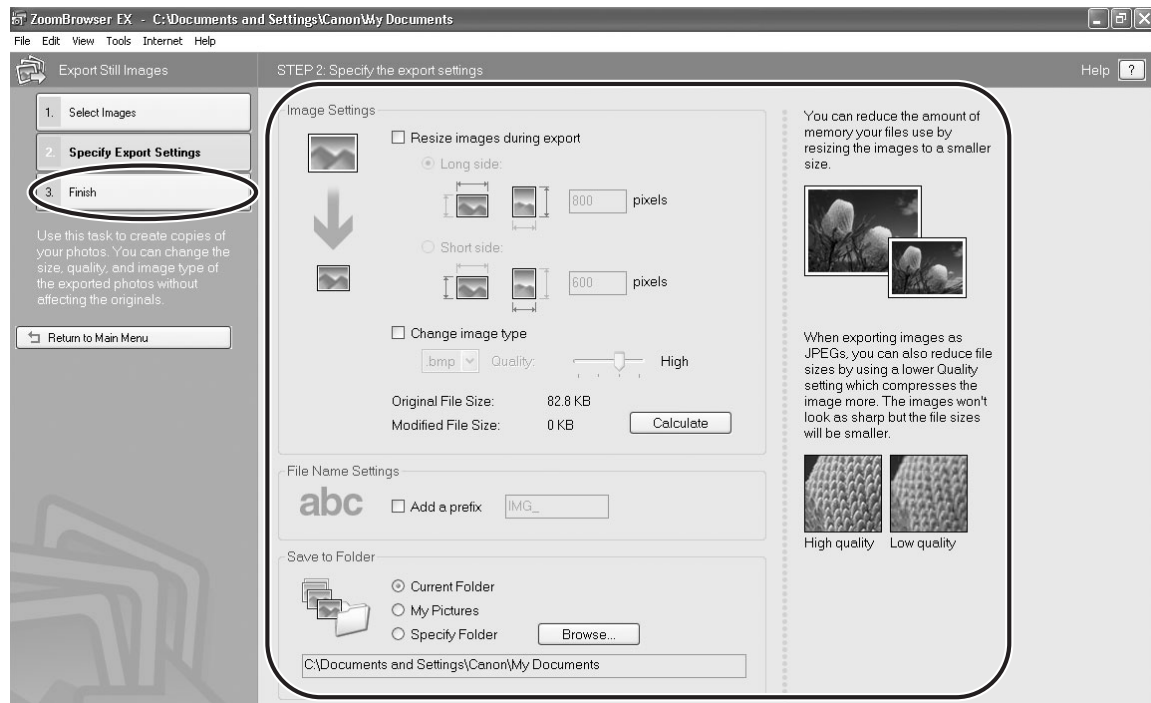 ZoomBrowser EX - C:\Documents and Settings\Canon\My Documents
File Edit View Tools Internet Help
Export Still Images
STEP 2: Specify the export settings
Help ?
1. Select Images
2. Specify Export Settings
3. Finish
Use this task to create copies of
your photos. You can change the
size, quality, and image type of
the exported photos without
affecting the originals.
Return to Main Menu
Image Settings
Resize images during export
Long side:
800 pixels
Short side:
600 pixels
Change image type
.bmp Quality: High
Original File Size: 82.8 KB
Modified File Size: 0 KB Calculate
File Name Settings
abc Add a prefix IMG_
Save to Folder
Current Folder
My Pictures
Specify Folder Browse...
C:\Documents and Settings\Canon\My Documents
You can reduce the amount of
memory your files use by
resizing the images to a smaller
size.
When exporting images as
JPEGs, you can also reduce file
sizes by using a lower Quality
setting which compresses the
image more. The images won't
look as sharp but the file sizes
will be smaller.
High quality Low quality